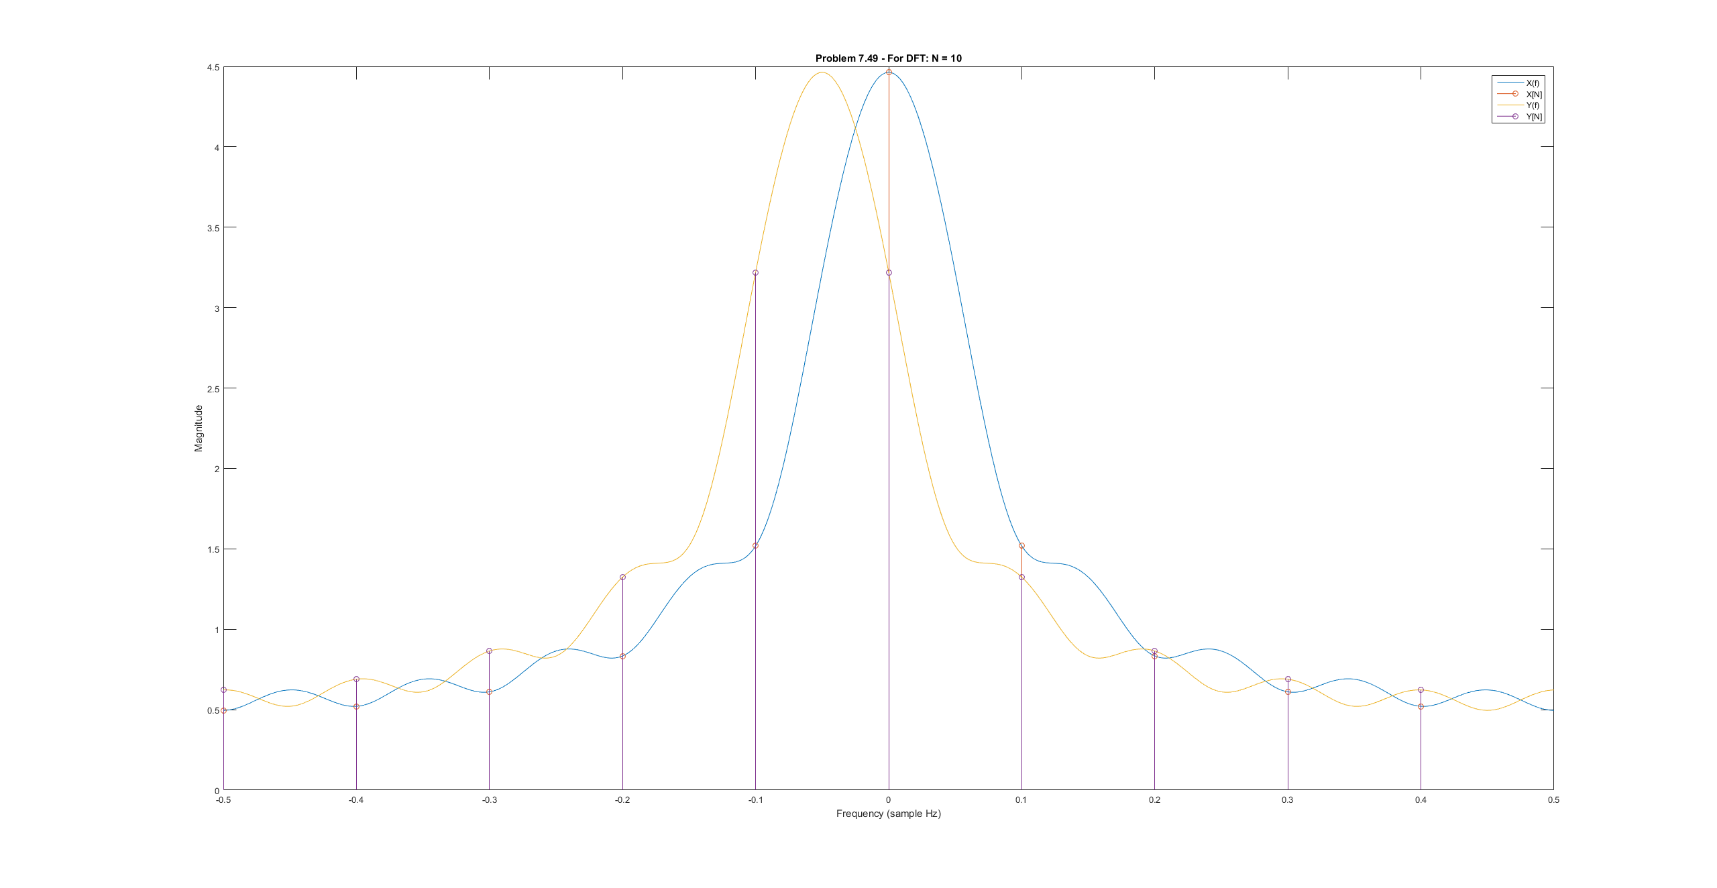 Problem 7.49 - For DFT: N = 10
4.5
4
3.5
3
2.5
2
1.5
1
0.5
0
Magnitude
X(f)
X[N]
Y(f)
Y[N]
-0.5 -0.4 -0.3 -0.2 -0.1 0 0.1 0.2 0.3 0.4 0.5
Frequency (sample Hz)